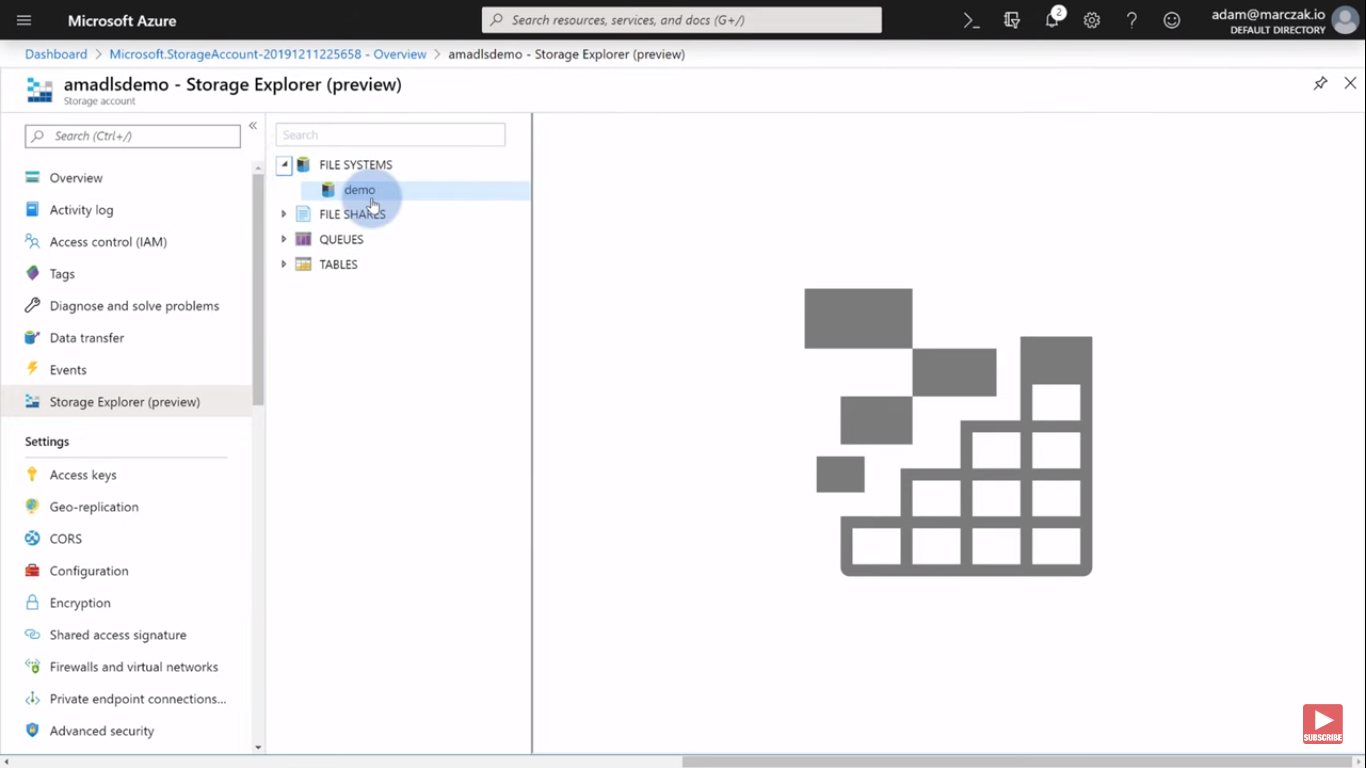 Microsoft Azure
Search resources, services, and docs (G+/)
2
adam@marczak.io
DEFAULT DIRECTORY
Dashboard > Microsoft.StorageAccount-20191211225658 - Overview > amadlsdemo - Storage Explorer (preview)
amadlsdemo - Storage Explorer (preview)
Storage account
Search (Ctrl+/)
Overview
Activity log
Access control (IAM)
Tags
Diagnose and solve problems
Data transfer
Events
Storage Explorer (preview)
Settings
Access keys
Geo-replication
CORS
Configuration
Encryption
Shared access signature
Firewalls and virtual networks
Private endpoint connections...
Advanced security
Search
FILE SYSTEMS
demo
FILE SHARES
QUEUES
TABLES
SUBSCRIBE